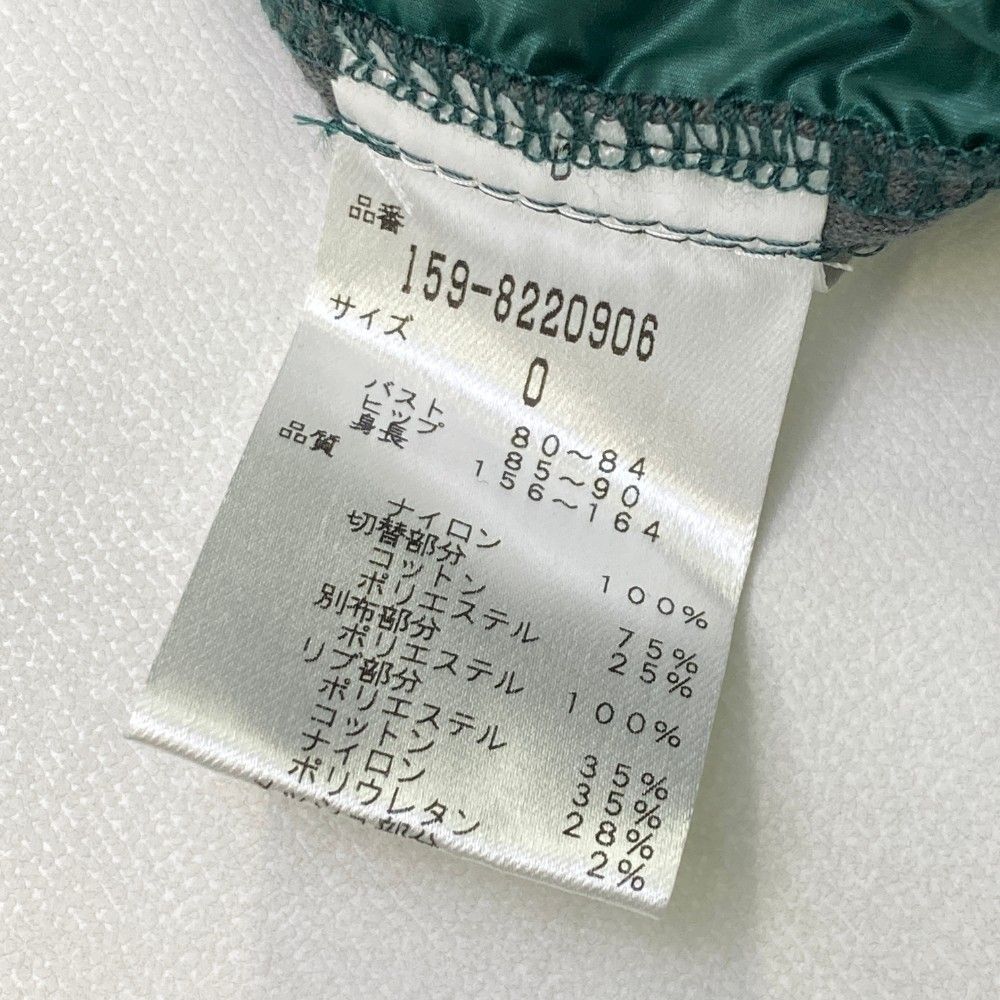 品番
159-8220906
サイズ
0
バスト 80~84
ヒップ 85~90
身長 156~164
品質
ナイロン 100%
切替部分
コットン 75%
ポリエステル 25%
別布部分
ポリエステル 100%
リブ部分
ポリエステル 35%
コットン 35%
ナイロン 28%
ポリウレタン 2%